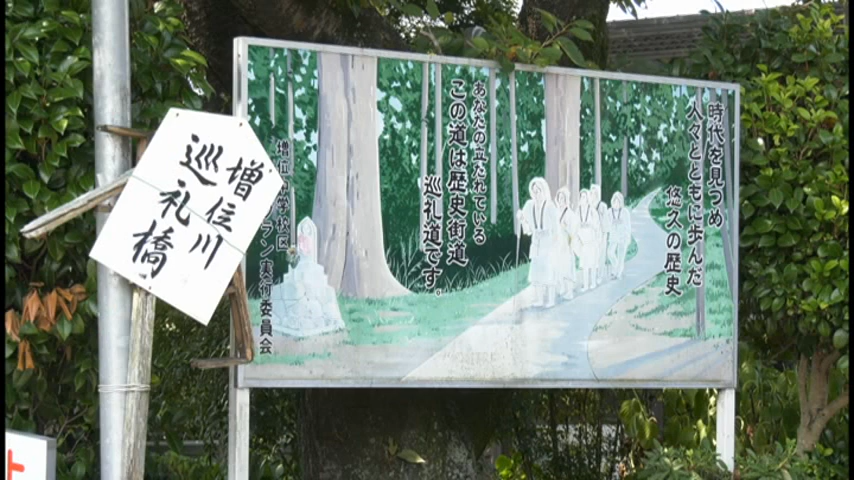 時代を見つめ
人々とともに歩んだ
悠久の歴史
あなたの立たれている
この道は歴史街道
巡礼道です。
増位中学校区
ラン実行委員会
増位川
巡礼橋